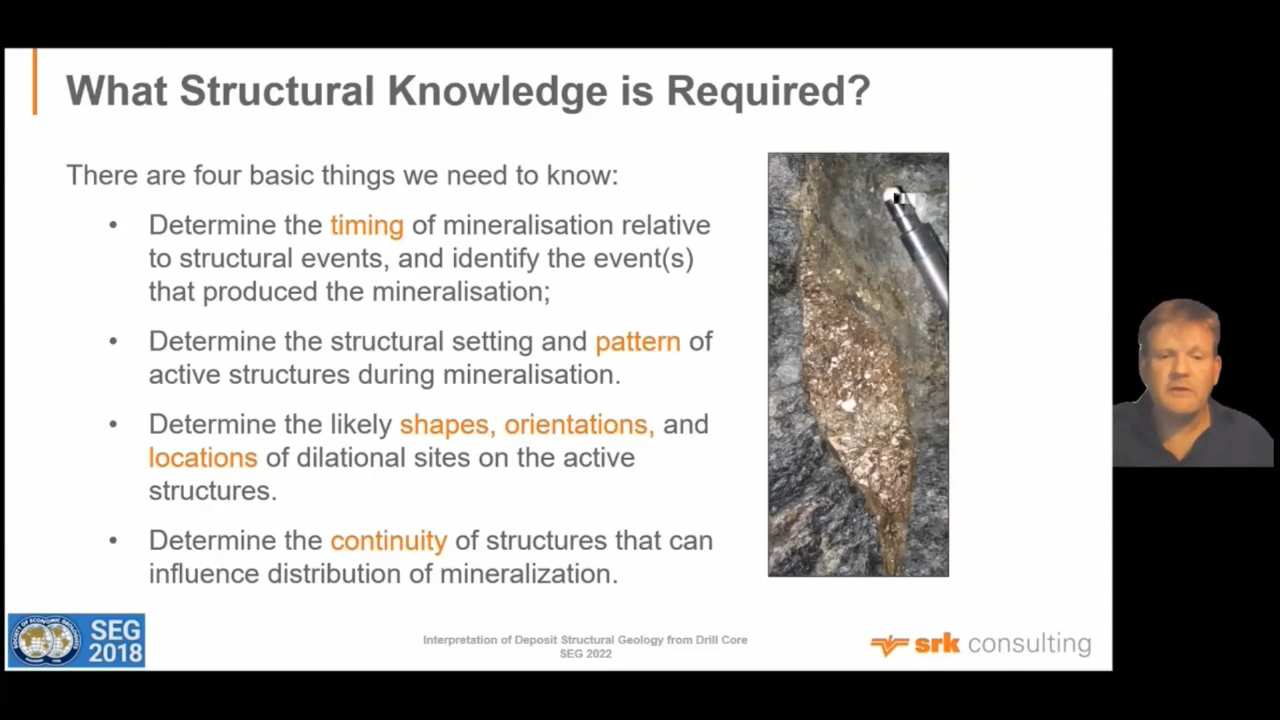 What Structural Knowledge is Required?
There are four basic things we need to know:
• Determine the timing of mineralisation relative
to structural events, and identify the event(s)
that produced the mineralisation;
• Determine the structural setting and pattern of
active structures during mineralisation.
• Determine the likely shapes, orientations, and
locations of dilational sites on the active
structures.
• Determine the continuity of structures that can
influence distribution of mineralization.
SEG
2018
Interpretation of Deposit Structural Geology from Drill Core
SEG 2022
srk consulting